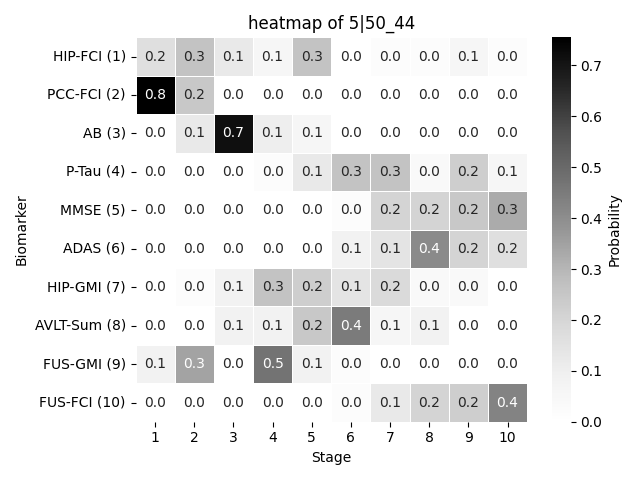 heatmap of 5|50_44
HIP-FCI (1) 0.2 0.3 0.1 0.1 0.3 0.0 0.0 0.0 0.1 0.0
PCC-FCI (2) 0.8 0.2 0.0 0.0 0.0 0.0 0.0 0.0 0.0 0.0
AB (3) 0.0 0.1 0.7 0.1 0.1 0.0 0.0 0.0 0.0 0.0
P-Tau (4) 0.0 0.0 0.0 0.0 0.1 0.3 0.3 0.0 0.2 0.1
MMSE (5) 0.0 0.0 0.0 0.0 0.0 0.0 0.2 0.2 0.2 0.3
ADAS (6) 0.0 0.0 0.0 0.0 0.0 0.1 0.1 0.4 0.2 0.2
HIP-GMI (7) 0.0 0.0 0.1 0.3 0.2 0.1 0.2 0.0 0.0 0.0
AVLT-Sum (8) 0.0 0.0 0.1 0.1 0.2 0.4 0.1 0.1 0.0 0.0
FUS-GMI (9) 0.1 0.3 0.0 0.5 0.1 0.0 0.0 0.0 0.0 0.0
FUS-FCI (10) 0.0 0.0 0.0 0.0 0.0 0.0 0.1 0.2 0.2 0.4
1 2 3 4 5 6 7 8 9 10
Stage
Biomarker
0.7
0.6
0.5
0.4
0.3
0.2
0.1
0.0
Probability